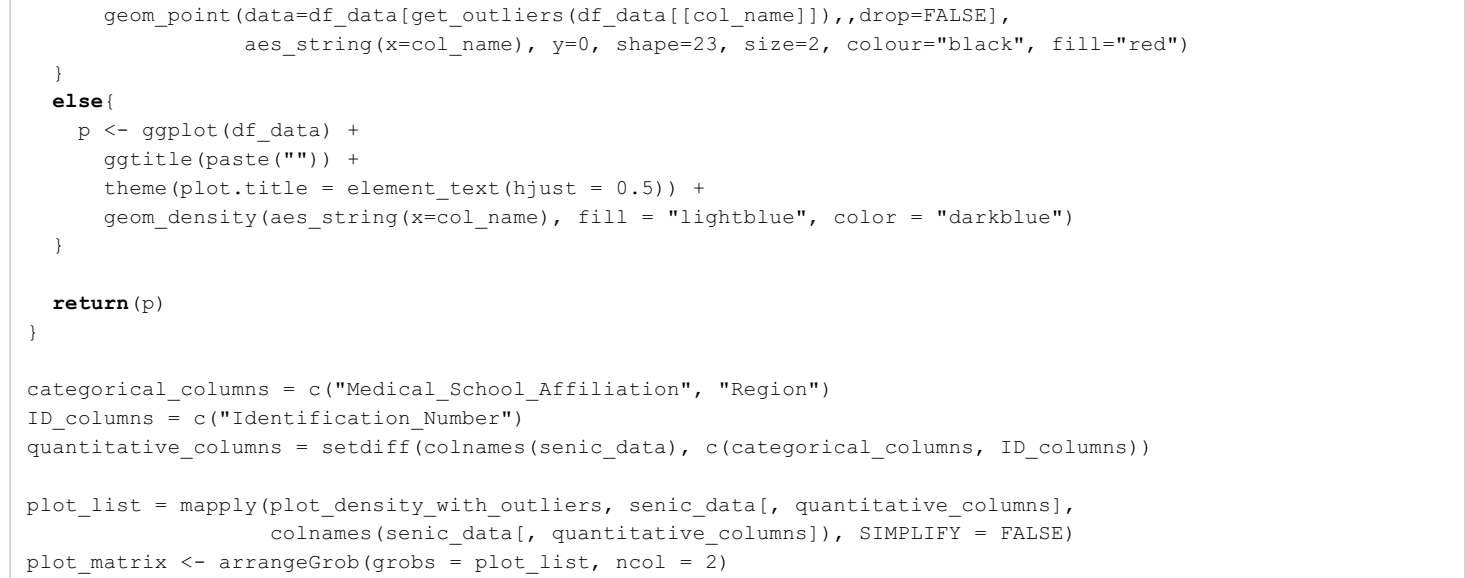 geom_point(data=df_data[get_outliers(df_data[[col_name]]),,drop=FALSE],
aes_string(x=col_name), y=0, shape=23, size=2, colour="black", fill="red")
}
else{
p <- ggplot(df_data) +
ggtitle(paste("")) +
theme(plot.title = element_text(hjust = 0.5)) +
geom_density(aes_string(x=col_name), fill = "lightblue", color = "darkblue")
}
return(p)
}
categorical_columns = c("Medical_School_Affiliation", "Region")
ID_columns = c("Identification_Number")
quantitative_columns = setdiff(colnames(senic_data), c(categorical_columns, ID_columns))
plot_list = mapply(plot_density_with_outliers, senic_data[, quantitative_columns],
colnames(senic_data[, quantitative_columns]), SIMPLIFY = FALSE)
plot_matrix <- arrangeGrob(grobs = plot_list, ncol = 2)